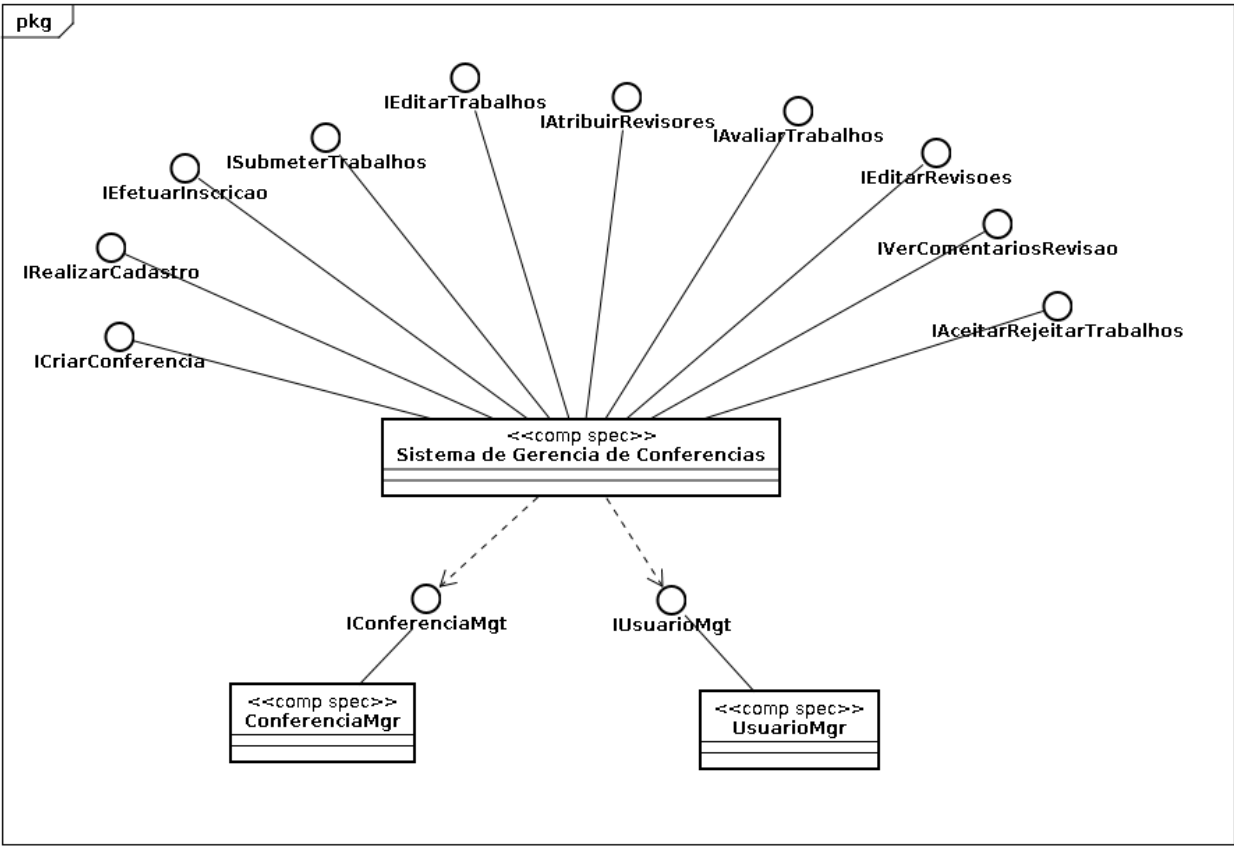 pkg
IEditarTrabalhos
IAtribuirRevisores
IAvaliarTrabalhos
ISubmeterTrabalhos
IEditarRevisoes
IEfetuarInscricao
IVerComentariosRevisao
IRealizarCadastro
IAceitarRejeitarTrabalhos
ICriarConferencia
<<comp spec>>
Sistema de Gerencia de Conferencias
IConferenciaMgt
IUsuarioMgt
<<comp spec>>
ConferenciaMgr
<<comp spec>>
UsuarioMgr